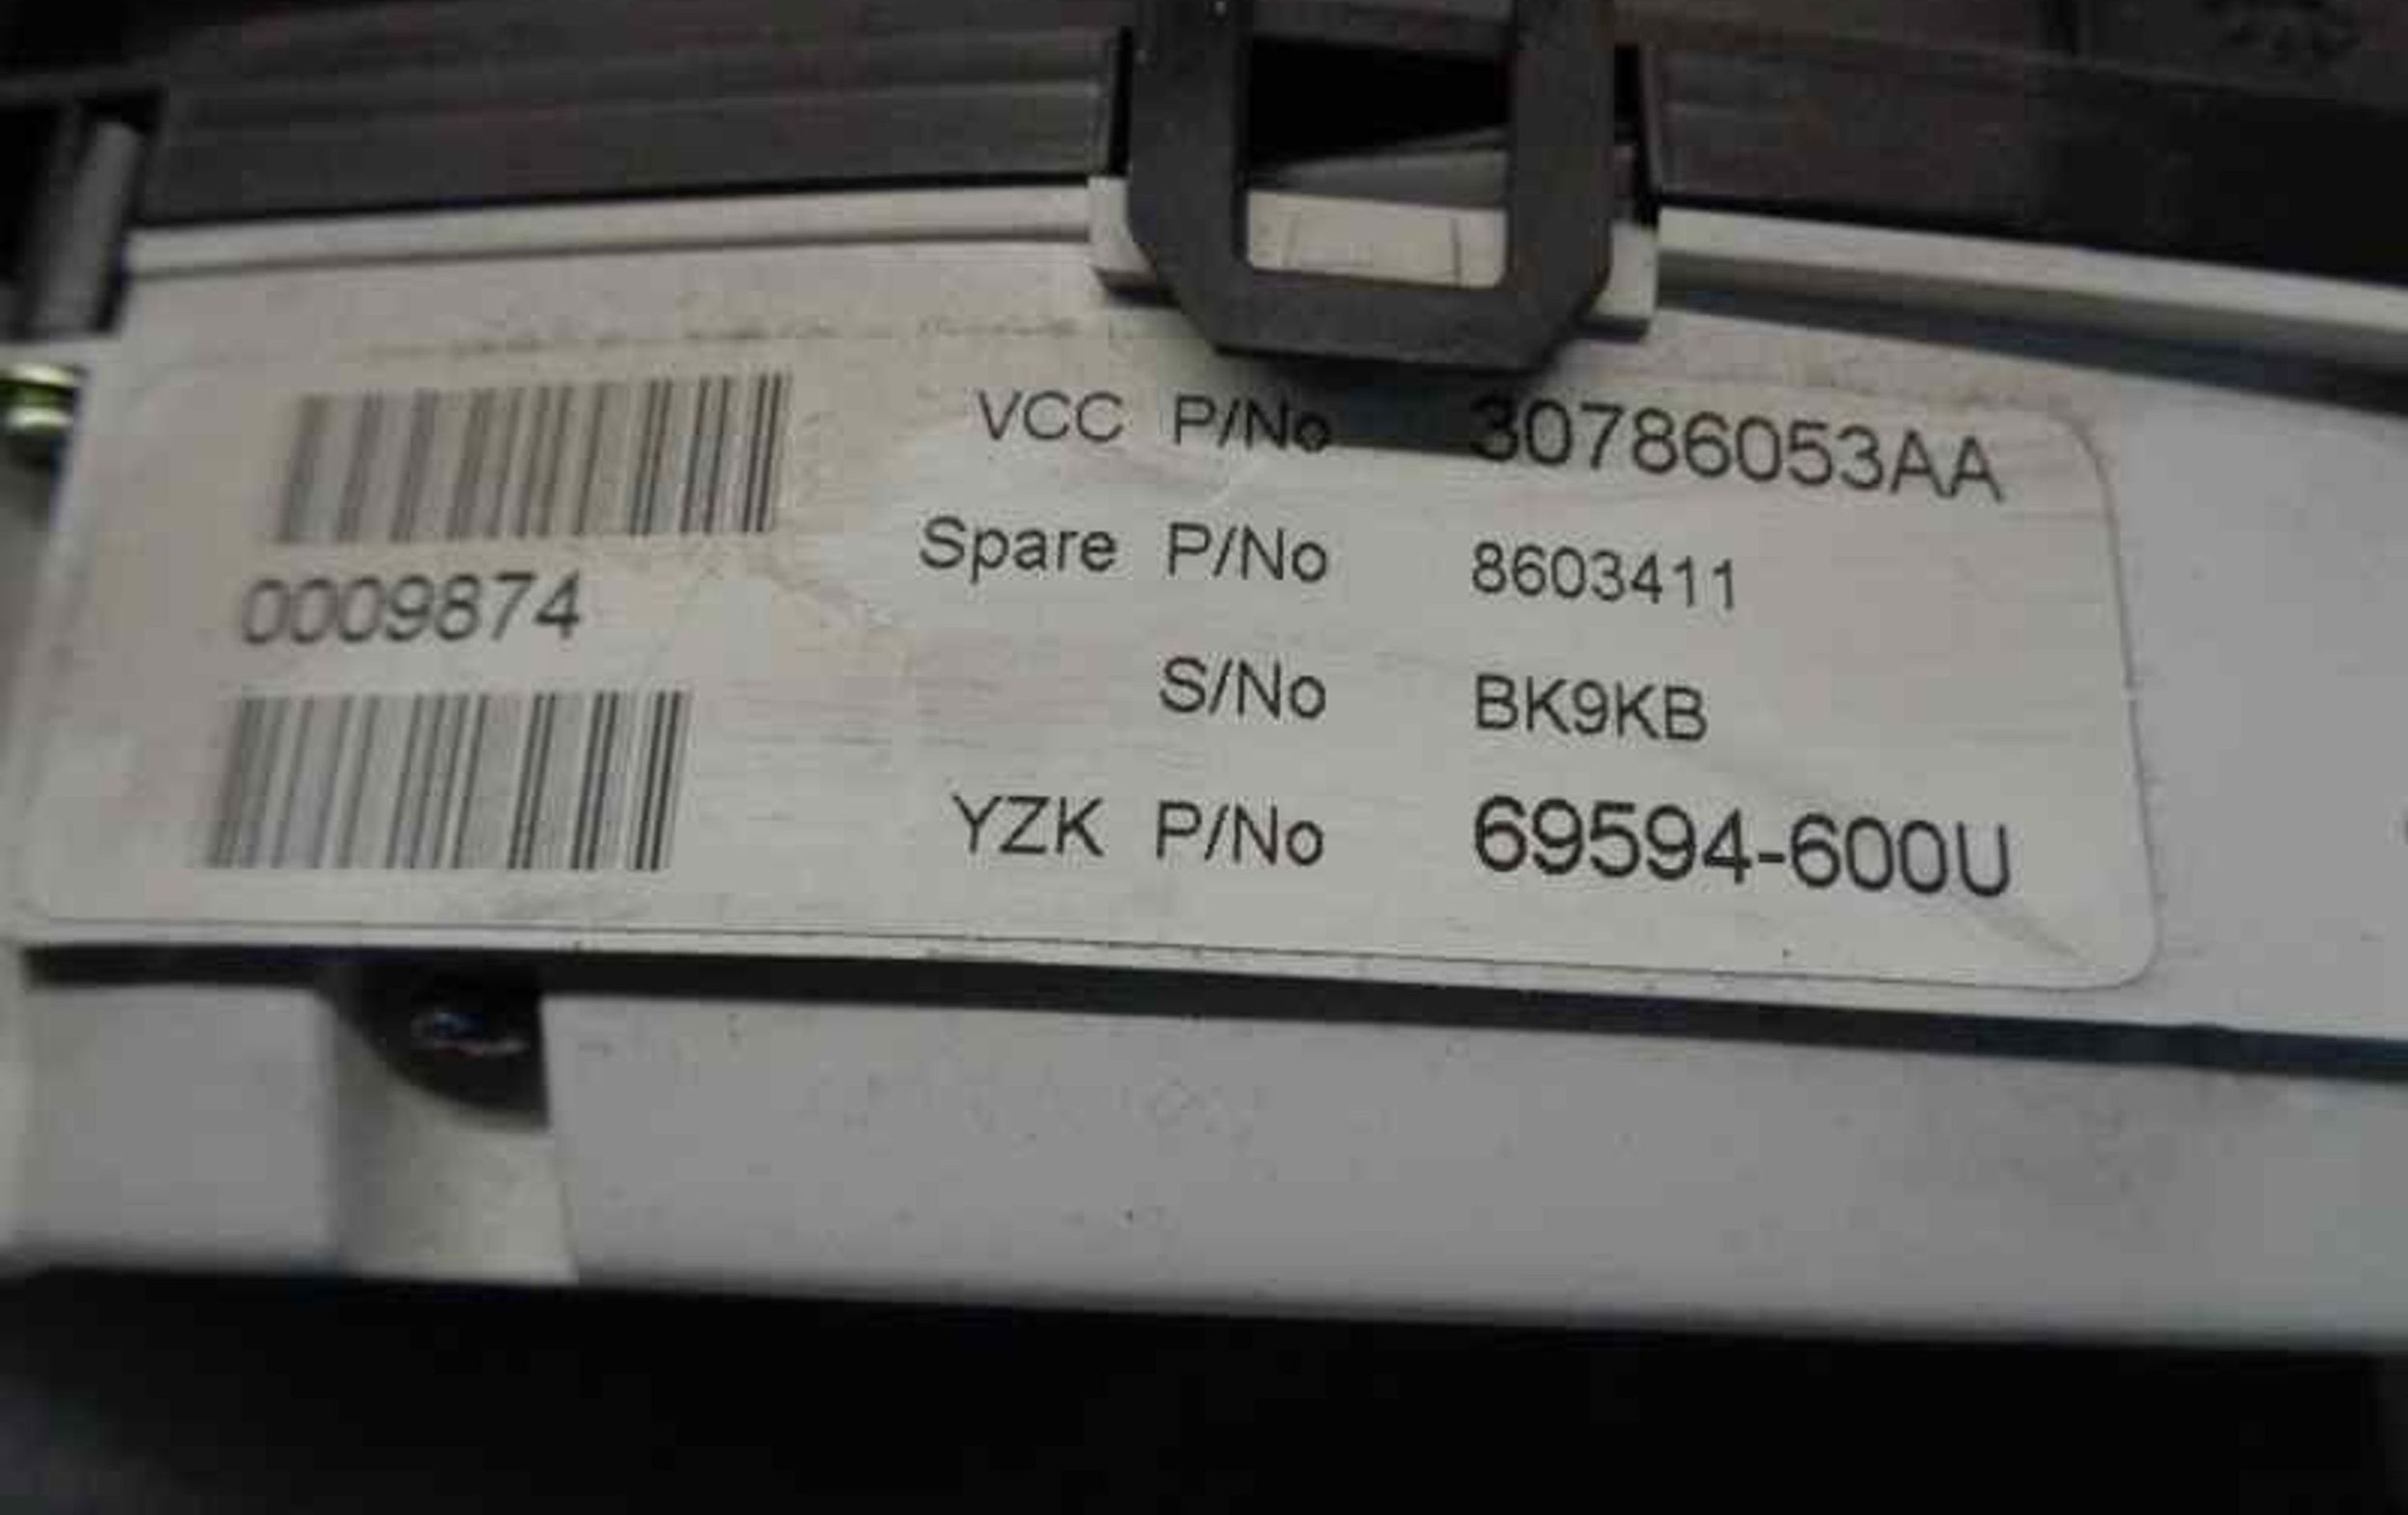 VCC P/No 30786053AA
Spare P/No 8603411
0009874
S/No BK9KB
YZK P/No 69594-600U